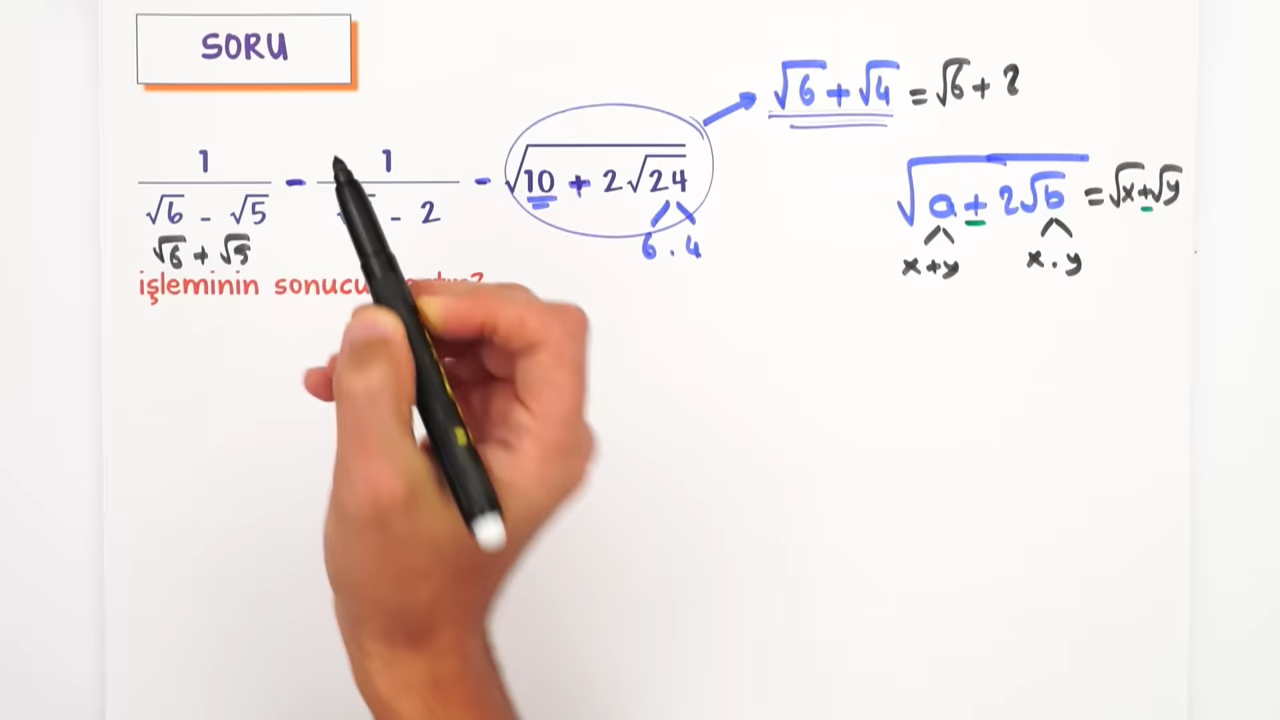 SORU
√6 + √4 = √6 + 2
1 - 1 - √(10 + 2√24)
√6 - √5 - 2
√6 + √5 6 . 4
√(a ± 2√b) = √x ± √y
x+y x . y
işleminin sonucu